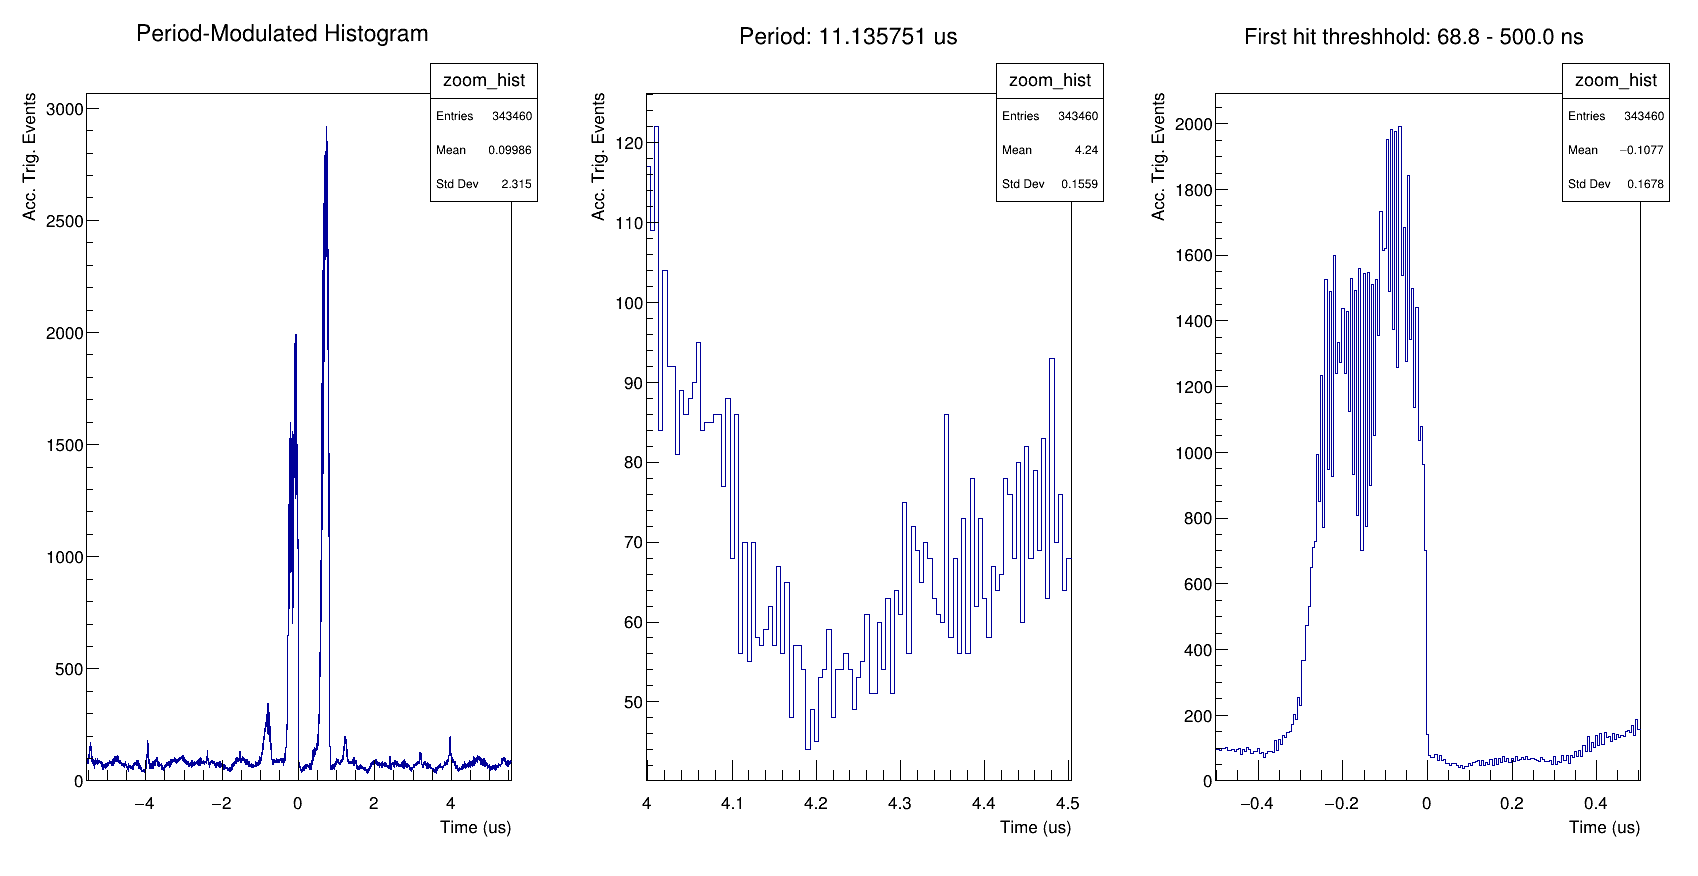 Period-Modulated Histogram
zoom_hist
Entries 343460
Mean 0.09986
Std Dev 2.315
Acc. Trig. Events
3000
2500
2000
1500
1000
500
0
−4 −2 0 2 4
Time (us)
Period: 11.135751 us
zoom_hist
Entries 343460
Mean 4.24
Std Dev 0.1559
Acc. Trig. Events
120
110
100
90
80
70
60
50
4 4.1 4.2 4.3 4.4 4.5
Time (us)
First hit threshhold: 68.8 - 500.0 ns
zoom_hist
Entries 343460
Mean −0.1077
Std Dev 0.1678
Acc. Trig. Events
2000
1800
1600
1400
1200
1000
800
600
400
200
0
−0.4 −0.2 0 0.2 0.4
Time (us)